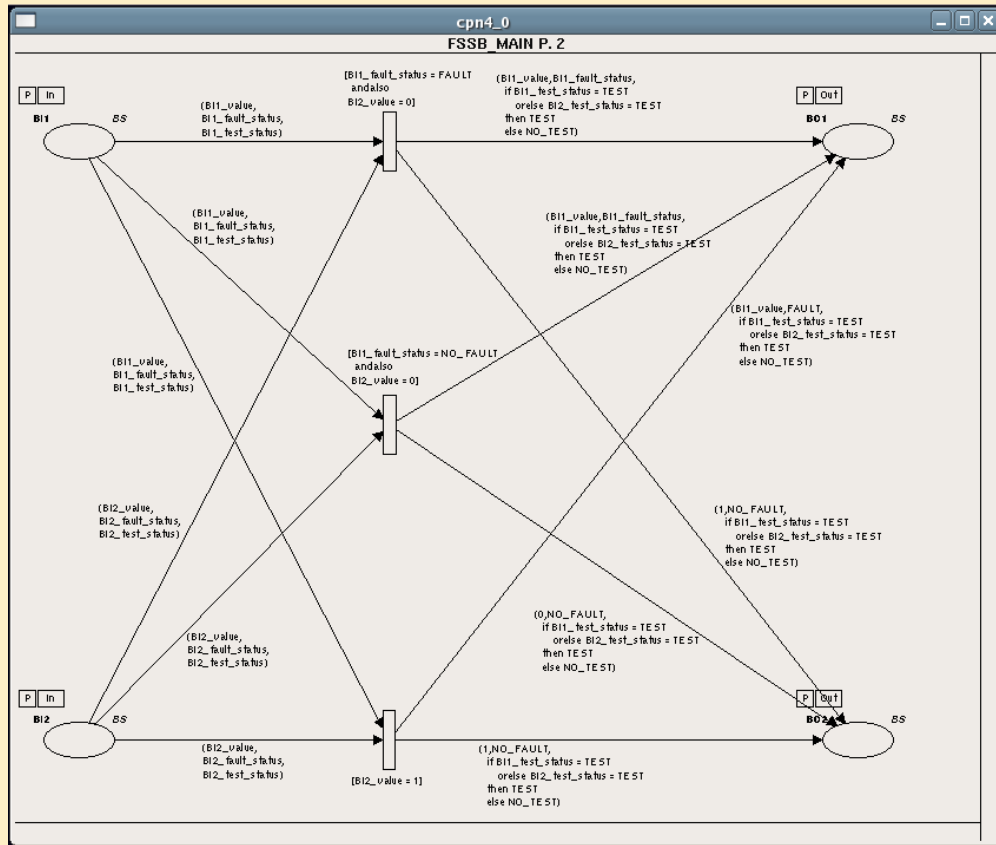 cpn4_0
FSSB_MAIN P. 2
[BI1_fault_status = FAULT
andalso
BI2_value = 0]
(BI1_value,BI1_fault_status,
if BI1_test_status = TEST
orelse BI2_test_status = TEST
then TEST
else NO_TEST)
P In
BI1 BS
(BI1_value,
BI1_fault_status,
BI1_test_status)
P Out
BO1 BS
(BI1_value,
BI1_fault_status,
BI1_test_status)
(BI1_value,BI1_fault_status,
if BI1_test_status = TEST
orelse BI2_test_status = TEST
then TEST
else NO_TEST)
(BI1_value,FAULT,
if BI1_test_status = TEST
orelse BI2_test_status = TEST
then TEST
else NO_TEST)
(BI1_value,
BI1_fault_status,
BI1_test_status)
[BI1_fault_status = NO_FAULT
andalso
BI2_value = 0]
(BI2_value,
BI2_fault_status,
BI2_test_status)
(1,NO_FAULT,
if BI1_test_status = TEST
orelse BI2_test_status = TEST
then TEST
else NO_TEST)
(BI2_value,
BI2_fault_status,
BI2_test_status)
(0,NO_FAULT,
if BI1_test_status = TEST
orelse BI2_test_status = TEST
then TEST
else NO_TEST)
P In
BI2 BS
(BI2_value,
BI2_fault_status,
BI2_test_status)
[BI2_value = 1]
(1,NO_FAULT,
if BI1_test_status = TEST
orelse BI2_test_status = TEST
then TEST
else NO_TEST)
P Out
BO2 BS